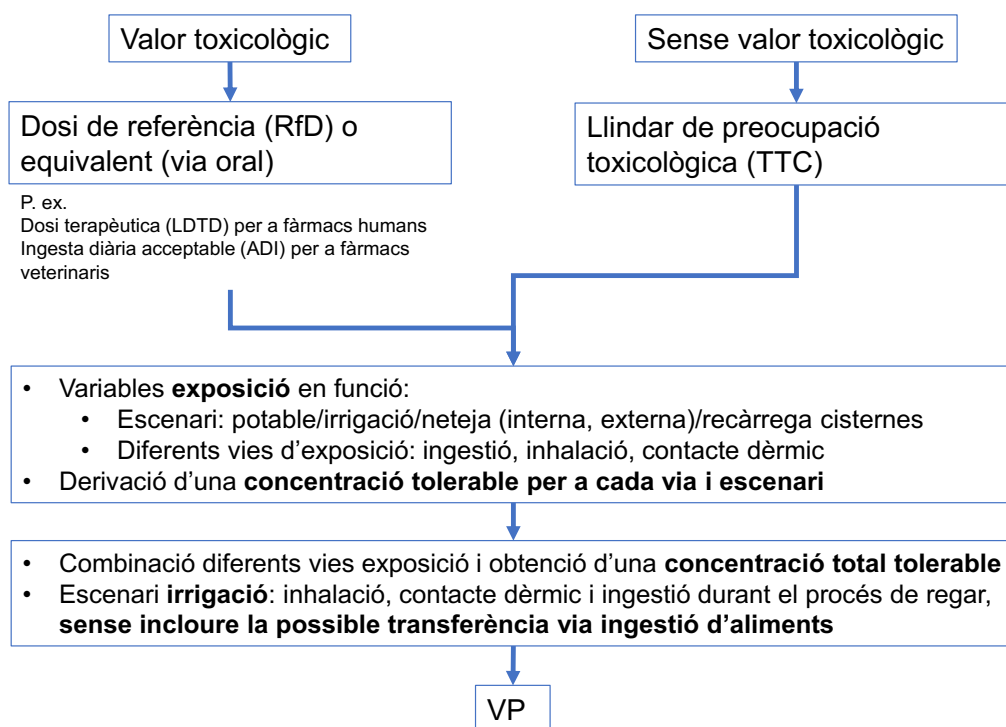 Valor toxicològic
Sense valor toxicològic
Dosi de referència (RfD) o
equivalent (via oral)
Llindar de preocupació
toxicològica (TTC)
P. ex.
Dosi terapèutica (LDTD) per a fàrmacs humans
Ingesta diària acceptable (ADI) per a fàrmacs
veterinaris
• Variables exposició en funció:
• Escenari: potable/irrigació/neteja (interna, externa)/recàrrega cisternes
• Diferents vies d’exposició: ingestió, inhalació, contacte dèrmic
• Derivació d’una concentració tolerable per a cada via i escenari
• Combinació diferents vies exposició i obtenció d’una concentració total tolerable
• Escenari irrigació: inhalació, contacte dèrmic i ingestió durant el procés de regar,
sense incloure la possible transferència via ingestió d’aliments
VP